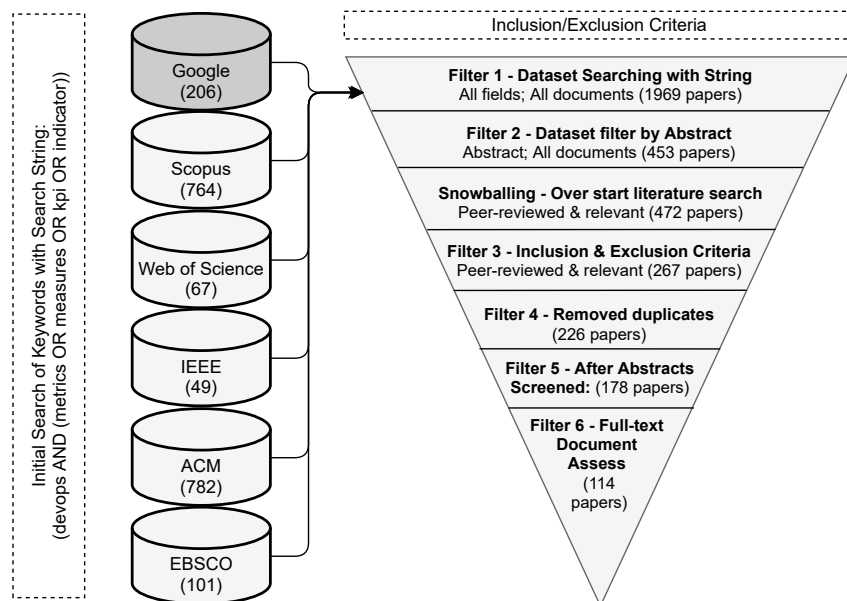 Initial Search of Keywords with Search String:
(devops AND (metrics OR measures OR kpi OR indicator))
Google
(206)
Scopus
(764)
Web of Science
(67)
IEEE
(49)
ACM
(782)
EBSCO
(101)
Inclusion/Exclusion Criteria
Filter 1 - Dataset Searching with String
All fields; All documents (1969 papers)
Filter 2 - Dataset filter by Abstract
Abstract; All documents (453 papers)
Snowballing - Over start literature search
Peer-reviewed & relevant (472 papers)
Filter 3 - Inclusion & Exclusion Criteria
Peer-reviewed & relevant (267 papers)
Filter 4 - Removed duplicates
(226 papers)
Filter 5 - After Abstracts
Screened: (178 papers)
Filter 6 - Full-text
Document
Assess
(114
papers)